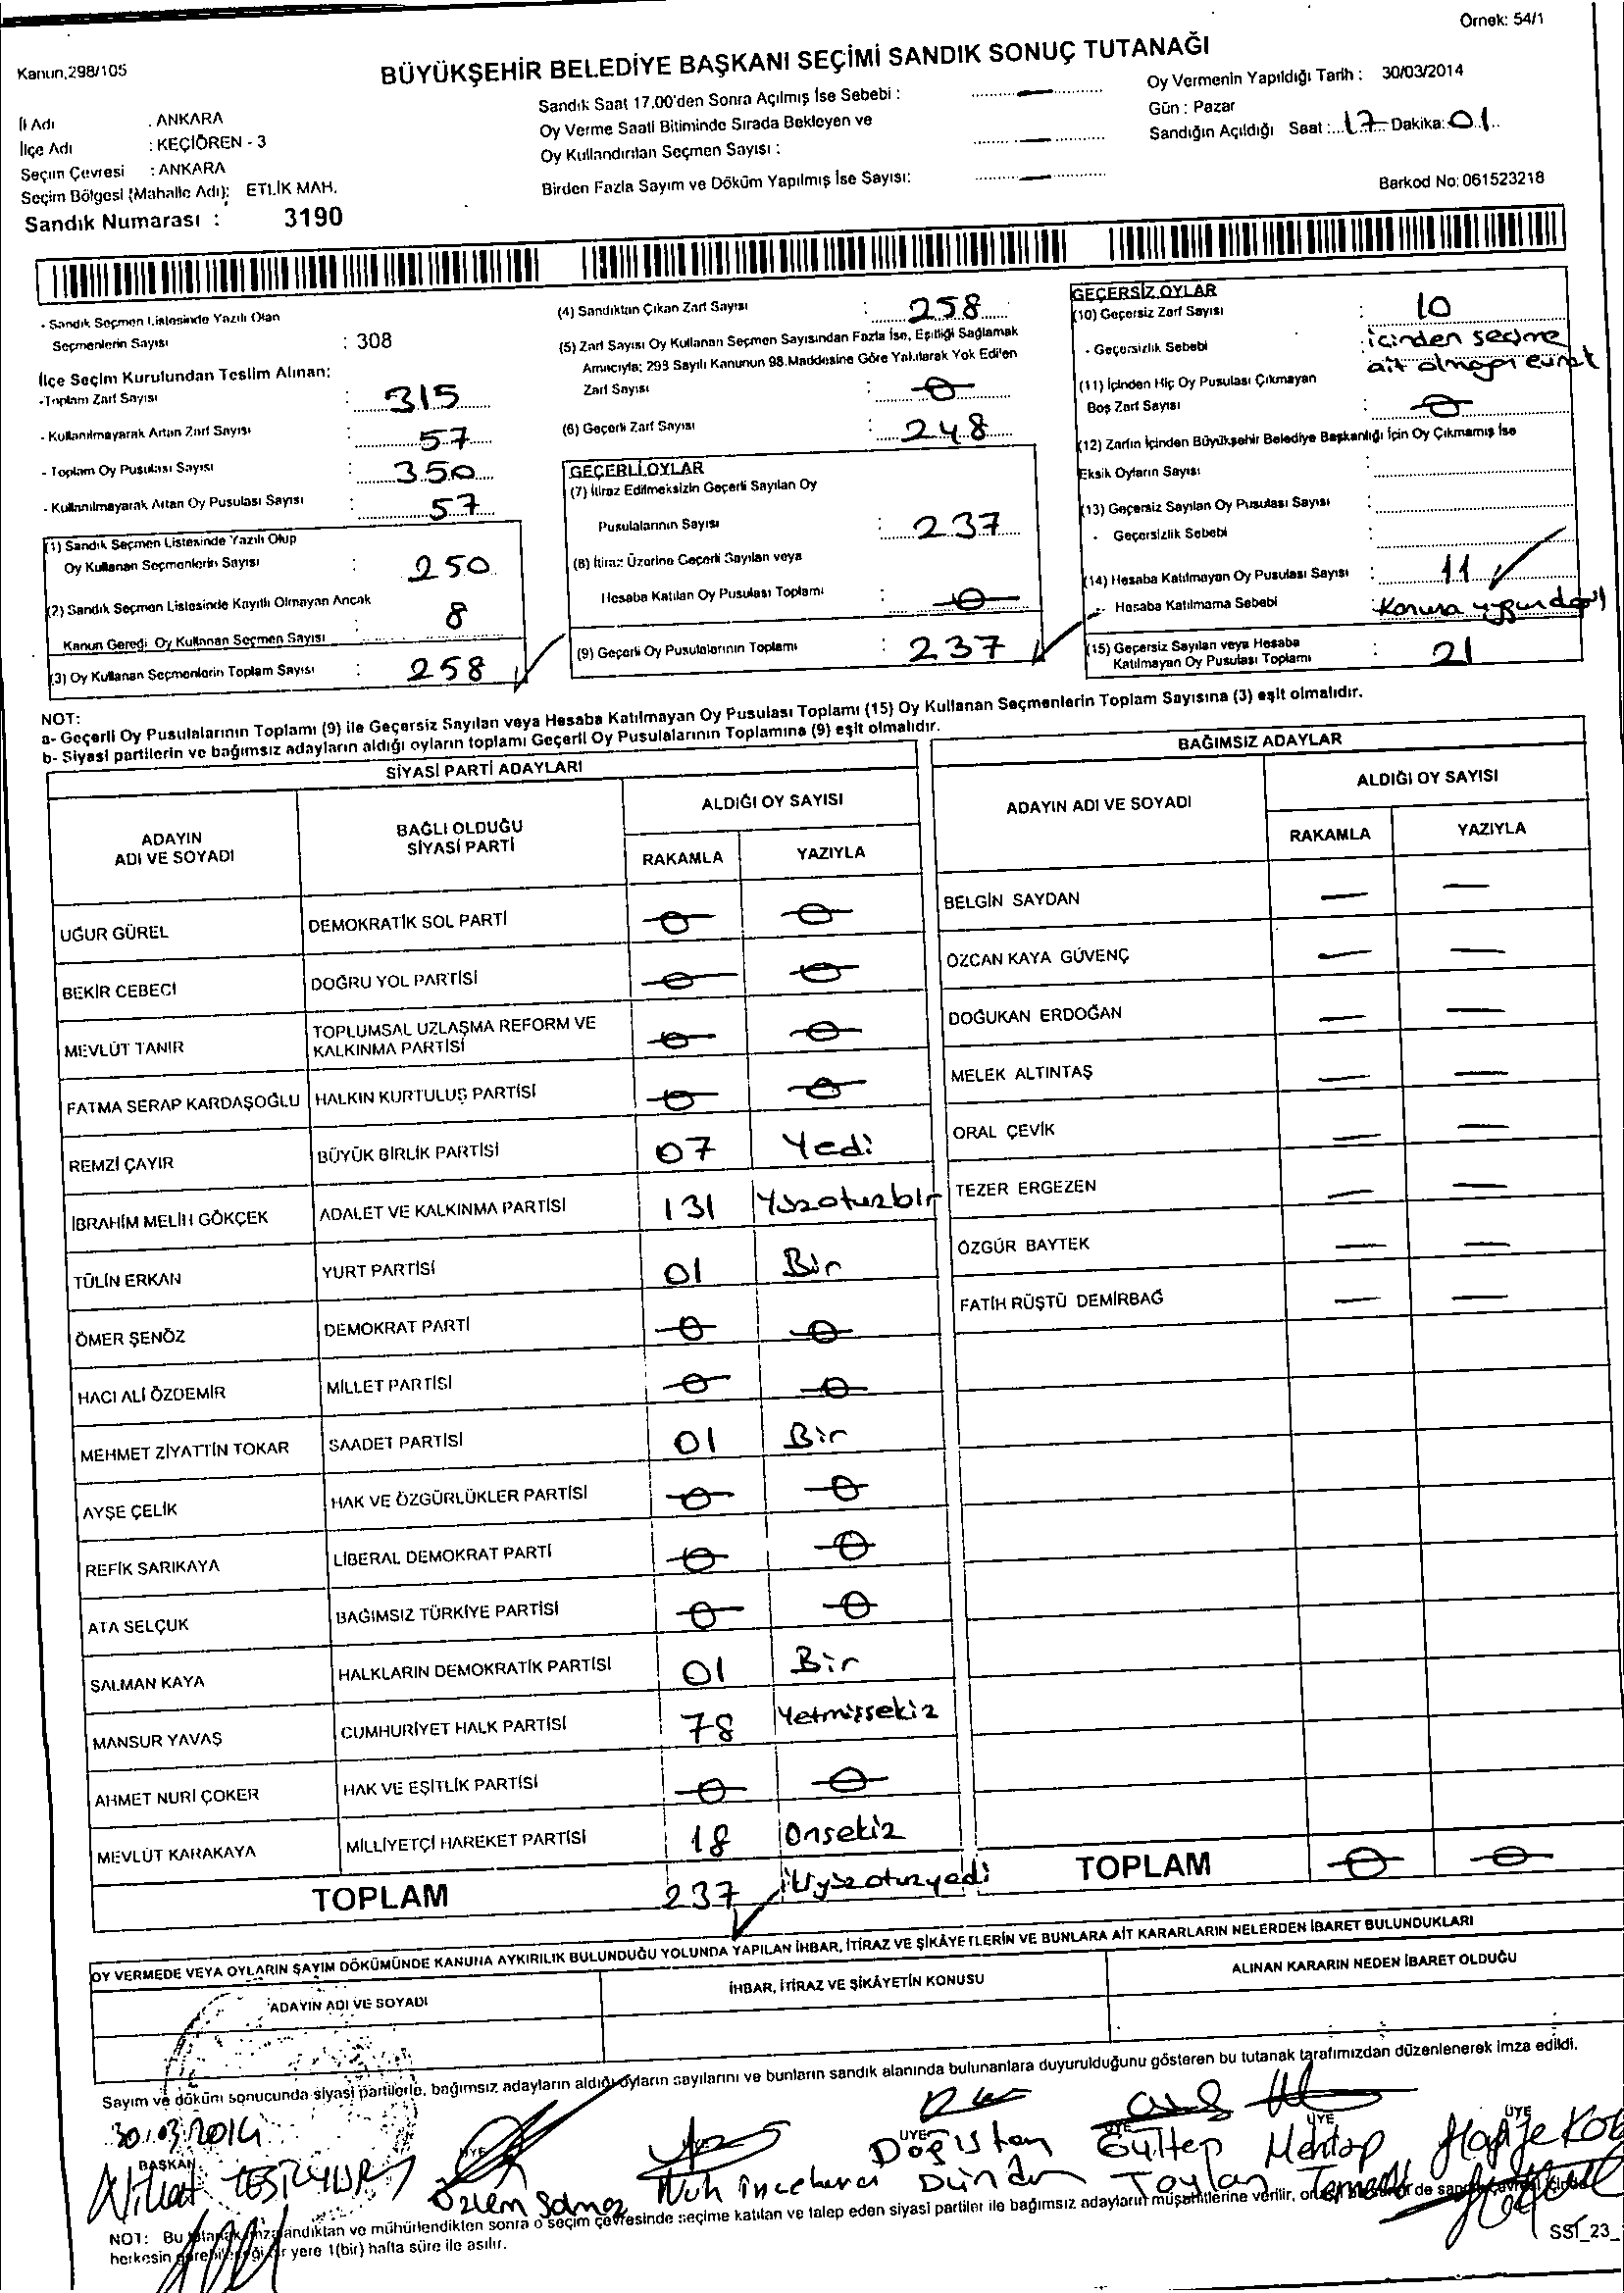 Örnek: 54/1
Kanun,298/105
BÜYÜKŞEHİR BELEDİYE BAŞKANI SEÇİMİ SANDIK SONUÇ TUTANAĞI
İl Adı : ANKARA
İlçe Adı : KEÇİÖREN - 3
Seçim Çevresi : ANKARA
Seçim Bölgesi (Mahalle Adı): ETLİK MAH.
Sandık Numarası : 3190
Sandık Saat 17.00'den Sonra Açılmış İse Sebebi : —
Oy Verme Saati Bitiminde Sırada Bekleyen ve
Oy Kullandırılan Seçmen Sayısı : —
Birden Fazla Sayım ve Döküm Yapılmış İse Sayısı: —
Oy Vermenin Yapıldığı Tarih : 30/03/2014
Gün : Pazar
Sandığın Açıldığı Saat : 17 Dakika: 01
Barkod No: 061523218
- Sandık Seçmen Listesinde Yazılı Olan
Seçmenlerin Sayısı : 308
İlçe Seçim Kurulundan Teslim Alınan:
-Toplam Zarf Sayısı : 315
- Kullanılmayarak Artan Zarf Sayısı : 57
- Toplam Oy Pusulası Sayısı : 350
- Kullanılmayarak Artan Oy Pusulası Sayısı : 57
(1) Sandık Seçmen Listesinde Yazılı Olup
Oy Kullanan Seçmenlerin Sayısı : 250
(2) Sandık Seçmen Listesinde Kayıtlı Olmayan Ancak
Kanun Gereği Oy Kullanan Seçmen Sayısı : 8
(3) Oy Kullanan Seçmenlerin Toplam Sayısı : 258
(4) Sandıktan Çıkan Zarf Sayısı : 258
(5) Zarf Sayısı Oy Kullanan Seçmen Sayısından Fazla İse, Eşitliği Sağlamak
Amacıyla; 298 Sayılı Kanunun 98.Maddesine Göre Yakılarak Yok Edilen
Zarf Sayısı : 0
(6) Geçerli Zarf Sayısı : 248
GEÇERLİ OYLAR
(7) İtiraz Edilmeksizin Geçerli Sayılan Oy
Pusulalarının Sayısı : 237
(8) İtiraz Üzerine Geçerli Sayılan veya
Hesaba Katılan Oy Pusulası Toplamı : 0
(9) Geçerli Oy Pusulalarının Toplamı : 237
GEÇERSİZ OYLAR
(10) Geçersiz Zarf Sayısı : 10
- Geçersizlik Sebebi : içinden seçime
ait olmayan evrak
(11) İçinden Hiç Oy Pusulası Çıkmayan
Boş Zarf Sayısı : 0
(12) Zarfın İçinden Büyükşehir Belediye Başkanlığı İçin Oy Çıkmamış İse
Eksik Oyların Sayısı :
(13) Geçersiz Sayılan Oy Pusulası Sayısı :
- Geçersizlik Sebebi :
(14) Hesaba Katılmayan Oy Pusulası Sayısı : 11
- Hesaba Katılmama Sebebi : Kanuna uygun değil
(15) Geçersiz Sayılan veya Hesaba
Katılmayan Oy Pusulası Toplamı : 21
NOT:
a- Geçerli Oy Pusulalarının Toplamı (9) ile Geçersiz Sayılan veya Hesaba Katılmayan Oy Pusulası Toplamı (15) Oy Kullanan Seçmenlerin Toplam Sayısına (3) eşit olmalıdır.
b- Siyasi partilerin ve bağımsız adayların aldığı oyların toplamı Geçerli Oy Pusulalarının Toplamına (9) eşit olmalıdır.
SİYASİ PARTİ ADAYLARI
ADAYIN ADI VE SOYADI BAĞLI OLDUĞU SİYASİ PARTİ ALDIĞI OY SAYISI
RAKAMLA YAZIYLA
UĞUR GÜREL DEMOKRATİK SOL PARTİ 0 0
BEKİR CEBECİ DOĞRU YOL PARTİSİ 0 0
MEVLÜT TANIR TOPLUMSAL UZLAŞMA REFORM VE KALKINMA PARTİSİ 0 0
FATMA SERAP KARDAŞOĞLU HALKIN KURTULUŞ PARTİSİ 0 0
REMZİ ÇAYIR BÜYÜK BİRLİK PARTİSİ 07 Yedi
İBRAHİM MELİH GÖKÇEK ADALET VE KALKINMA PARTİSİ 131 Yüzotuzbir
TÜLİN ERKAN YURT PARTİSİ 01 Bir
ÖMER ŞENÖZ DEMOKRAT PARTİ 0 0
HACI ALİ ÖZDEMİR MİLLET PARTİSİ 0 0
MEHMET ZİYATTİN TOKAR SAADET PARTİSİ 01 Bir
AYŞE ÇELİK HAK VE ÖZGÜRLÜKLER PARTİSİ 0 0
REFİK SARIKAYA LİBERAL DEMOKRAT PARTİ 0 0
ATA SELÇUK BAĞIMSIZ TÜRKİYE PARTİSİ 0 0
SALMAN KAYA HALKLARIN DEMOKRATİK PARTİSİ 01 Bir
MANSUR YAVAŞ CUMHURİYET HALK PARTİSİ 78 Yetmişsekiz
AHMET NURİ ÇOKER HAK VE EŞİTLİK PARTİSİ 0 0
MEVLÜT KARAKAYA MİLLİYETÇİ HAREKET PARTİSİ 18 Onsekiz
TOPLAM 237 İkiyüzotuzyedi
BAĞIMSIZ ADAYLAR
ADAYIN ADI VE SOYADI ALDIĞI OY SAYISI
RAKAMLA YAZIYLA
BELGİN SAYDAN — —
ÖZCAN KAYA GÜVENÇ — —
DOĞUKAN ERDOĞAN — —
MELEK ALTINTAŞ — —
ORAL ÇEVİK — —
TEZER ERGEZEN — —
ÖZGÜR BAYTEK — —
FATİH RÜŞTÜ DEMİRBAĞ — —
TOPLAM 0 0
OY VERMEDE VEYA OYLARIN SAYIM DÖKÜMÜNDE KANUNA AYKIRILIK BULUNDUĞU YOLUNDA YAPILAN İHBAR, İTİRAZ VE ŞİKÂYETLERİN VE BUNLARA AİT KARARLARIN NELERDEN İBARET BULUNDUKLARI
ADAYIN ADI VE SOYADI İHBAR, İTİRAZ VE ŞİKÂYETİN KONUSU ALINAN KARARIN NEDEN İBARET OLDUĞU
Sayım ve döküm sonucunda siyasi partilerle, bağımsız adayların aldığı oyların sayılarını ve bunların sandık alanında bulunanlara duyurulduğunu gösteren bu tutanak tarafımızdan düzenlenerek imza edildi.
30.03.2014
BAŞKAN ÜYE ÜYE ÜYE ÜYE ÜYE
Nihat
Özlem
Nuh
Doğistan
Dündar
Gülten
Taylan
Mehtap
Hafize
NOT: Bu tutanak imzalandıktan ve mühürlendikten sonra o seçim çevresinde seçime katılan ve talep eden siyasi partiler ile bağımsız adayların müşahitlerine verilir,
herkesin görebileceği bir yere 1(bir) hafta süre ile asılır.
SST_23_